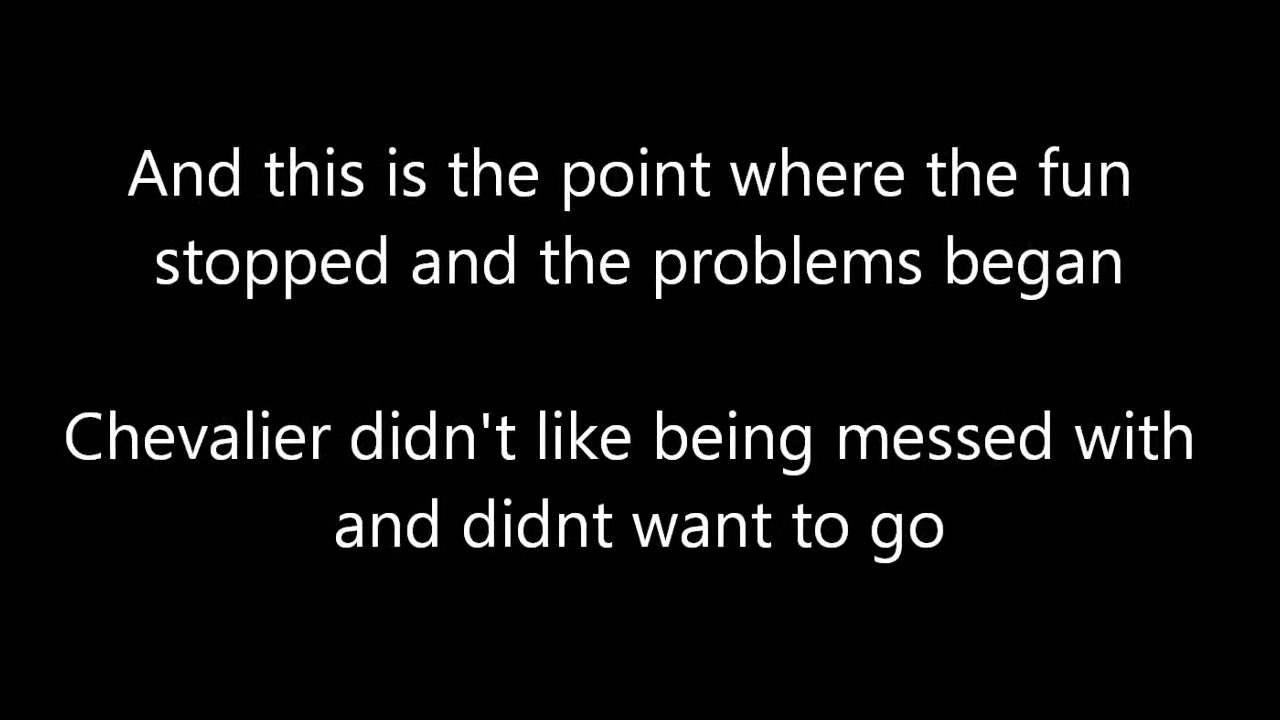 And this is the point where the fun
stopped and the problems began
Chevalier didn't like being messed with
and didnt want to go